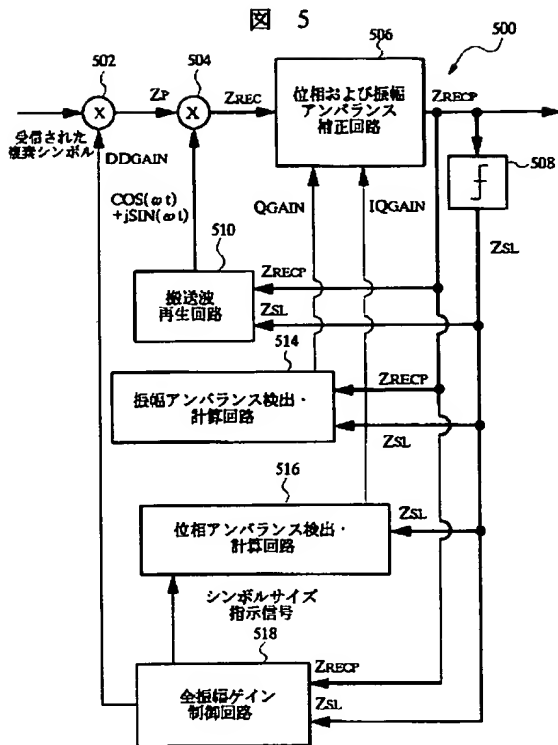 図 5
500
502
504
506
ZP
ZREC
位相および振幅
アンバランス
補正回路
ZRECP
X
X
受信された
複素シンボル
DDGAIN
508
COS(ωt)
+jSIN(ωt)
QGAIN
IQGAIN
ZSL
510
搬送波
再生回路
ZRECP
ZSL
514
振幅アンバランス検出・
計算回路
ZRECP
ZSL
516
位相アンバランス検出・
計算回路
ZSL
シンボルサイズ
指示信号
518
全振幅ゲイン
制御回路
ZRECP
ZSL